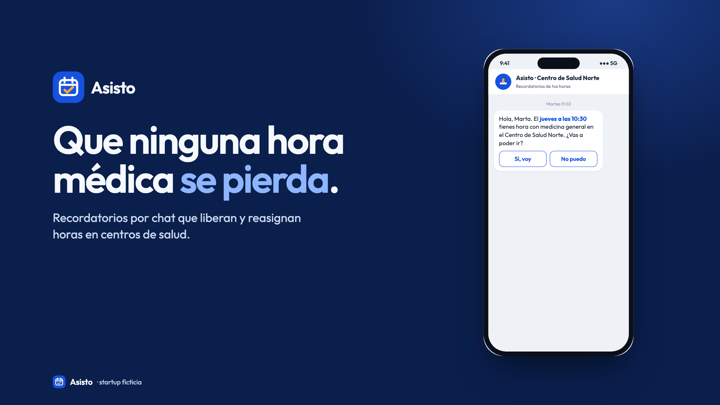 Asisto
Que ninguna hora
médica se pierda.
Recordatorios por chat que liberan y reasignan
horas en centros de salud.
Asisto · startup ficticia
9:41
5G
Asisto · Centro de Salud Norte
Recordatorios de tus horas
Martes 9:02
Hola, Marta. El jueves a las 10:30
tienes hora con medicina general en
el Centro de Salud Norte. ¿Vas a
poder ir?
Sí, voy
No puedo